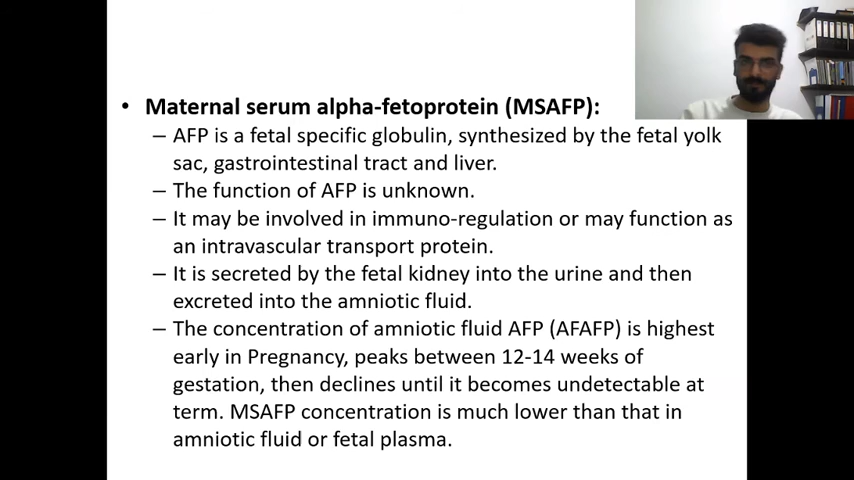 • Maternal serum alpha-fetoprotein (MSAFP):
– AFP is a fetal specific globulin, synthesized by the fetal yolk
sac, gastrointestinal tract and liver.
– The function of AFP is unknown.
– It may be involved in immuno-regulation or may function as
an intravascular transport protein.
– It is secreted by the fetal kidney into the urine and then
excreted into the amniotic fluid.
– The concentration of amniotic fluid AFP (AFAFP) is highest
early in Pregnancy, peaks between 12-14 weeks of
gestation, then declines until it becomes undetectable at
term. MSAFP concentration is much lower than that in
amniotic fluid or fetal plasma.